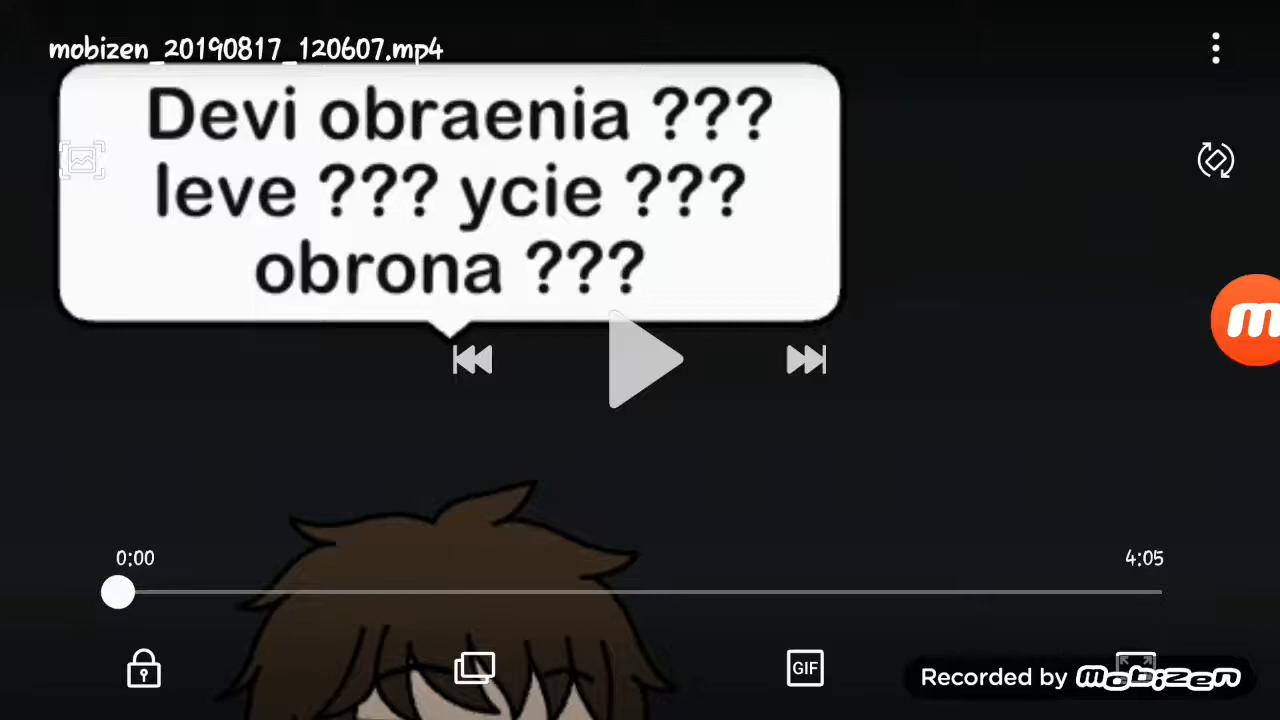 mobizen_20190817_120607.mp4
Devi obraenia ???
leve ??? ycie ???
obrona ???
0:00
4:05
GIF
Recorded by mobizen